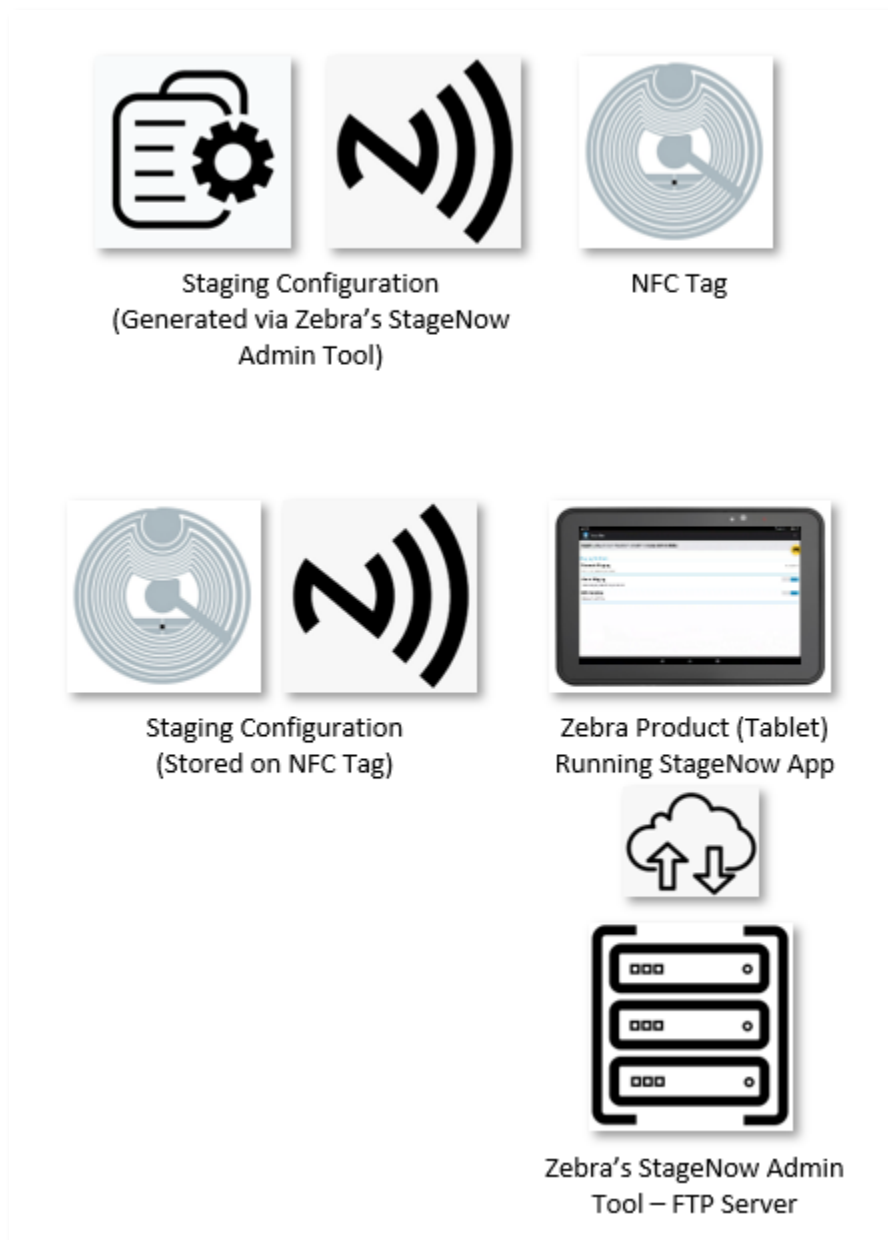 Staging Configuration
(Generated via Zebra’s StageNow
Admin Tool)
NFC Tag
Staging Configuration
(Stored on NFC Tag)
Zebra Product (Tablet)
Running StageNow App
Zebra’s StageNow Admin
Tool – FTP Server